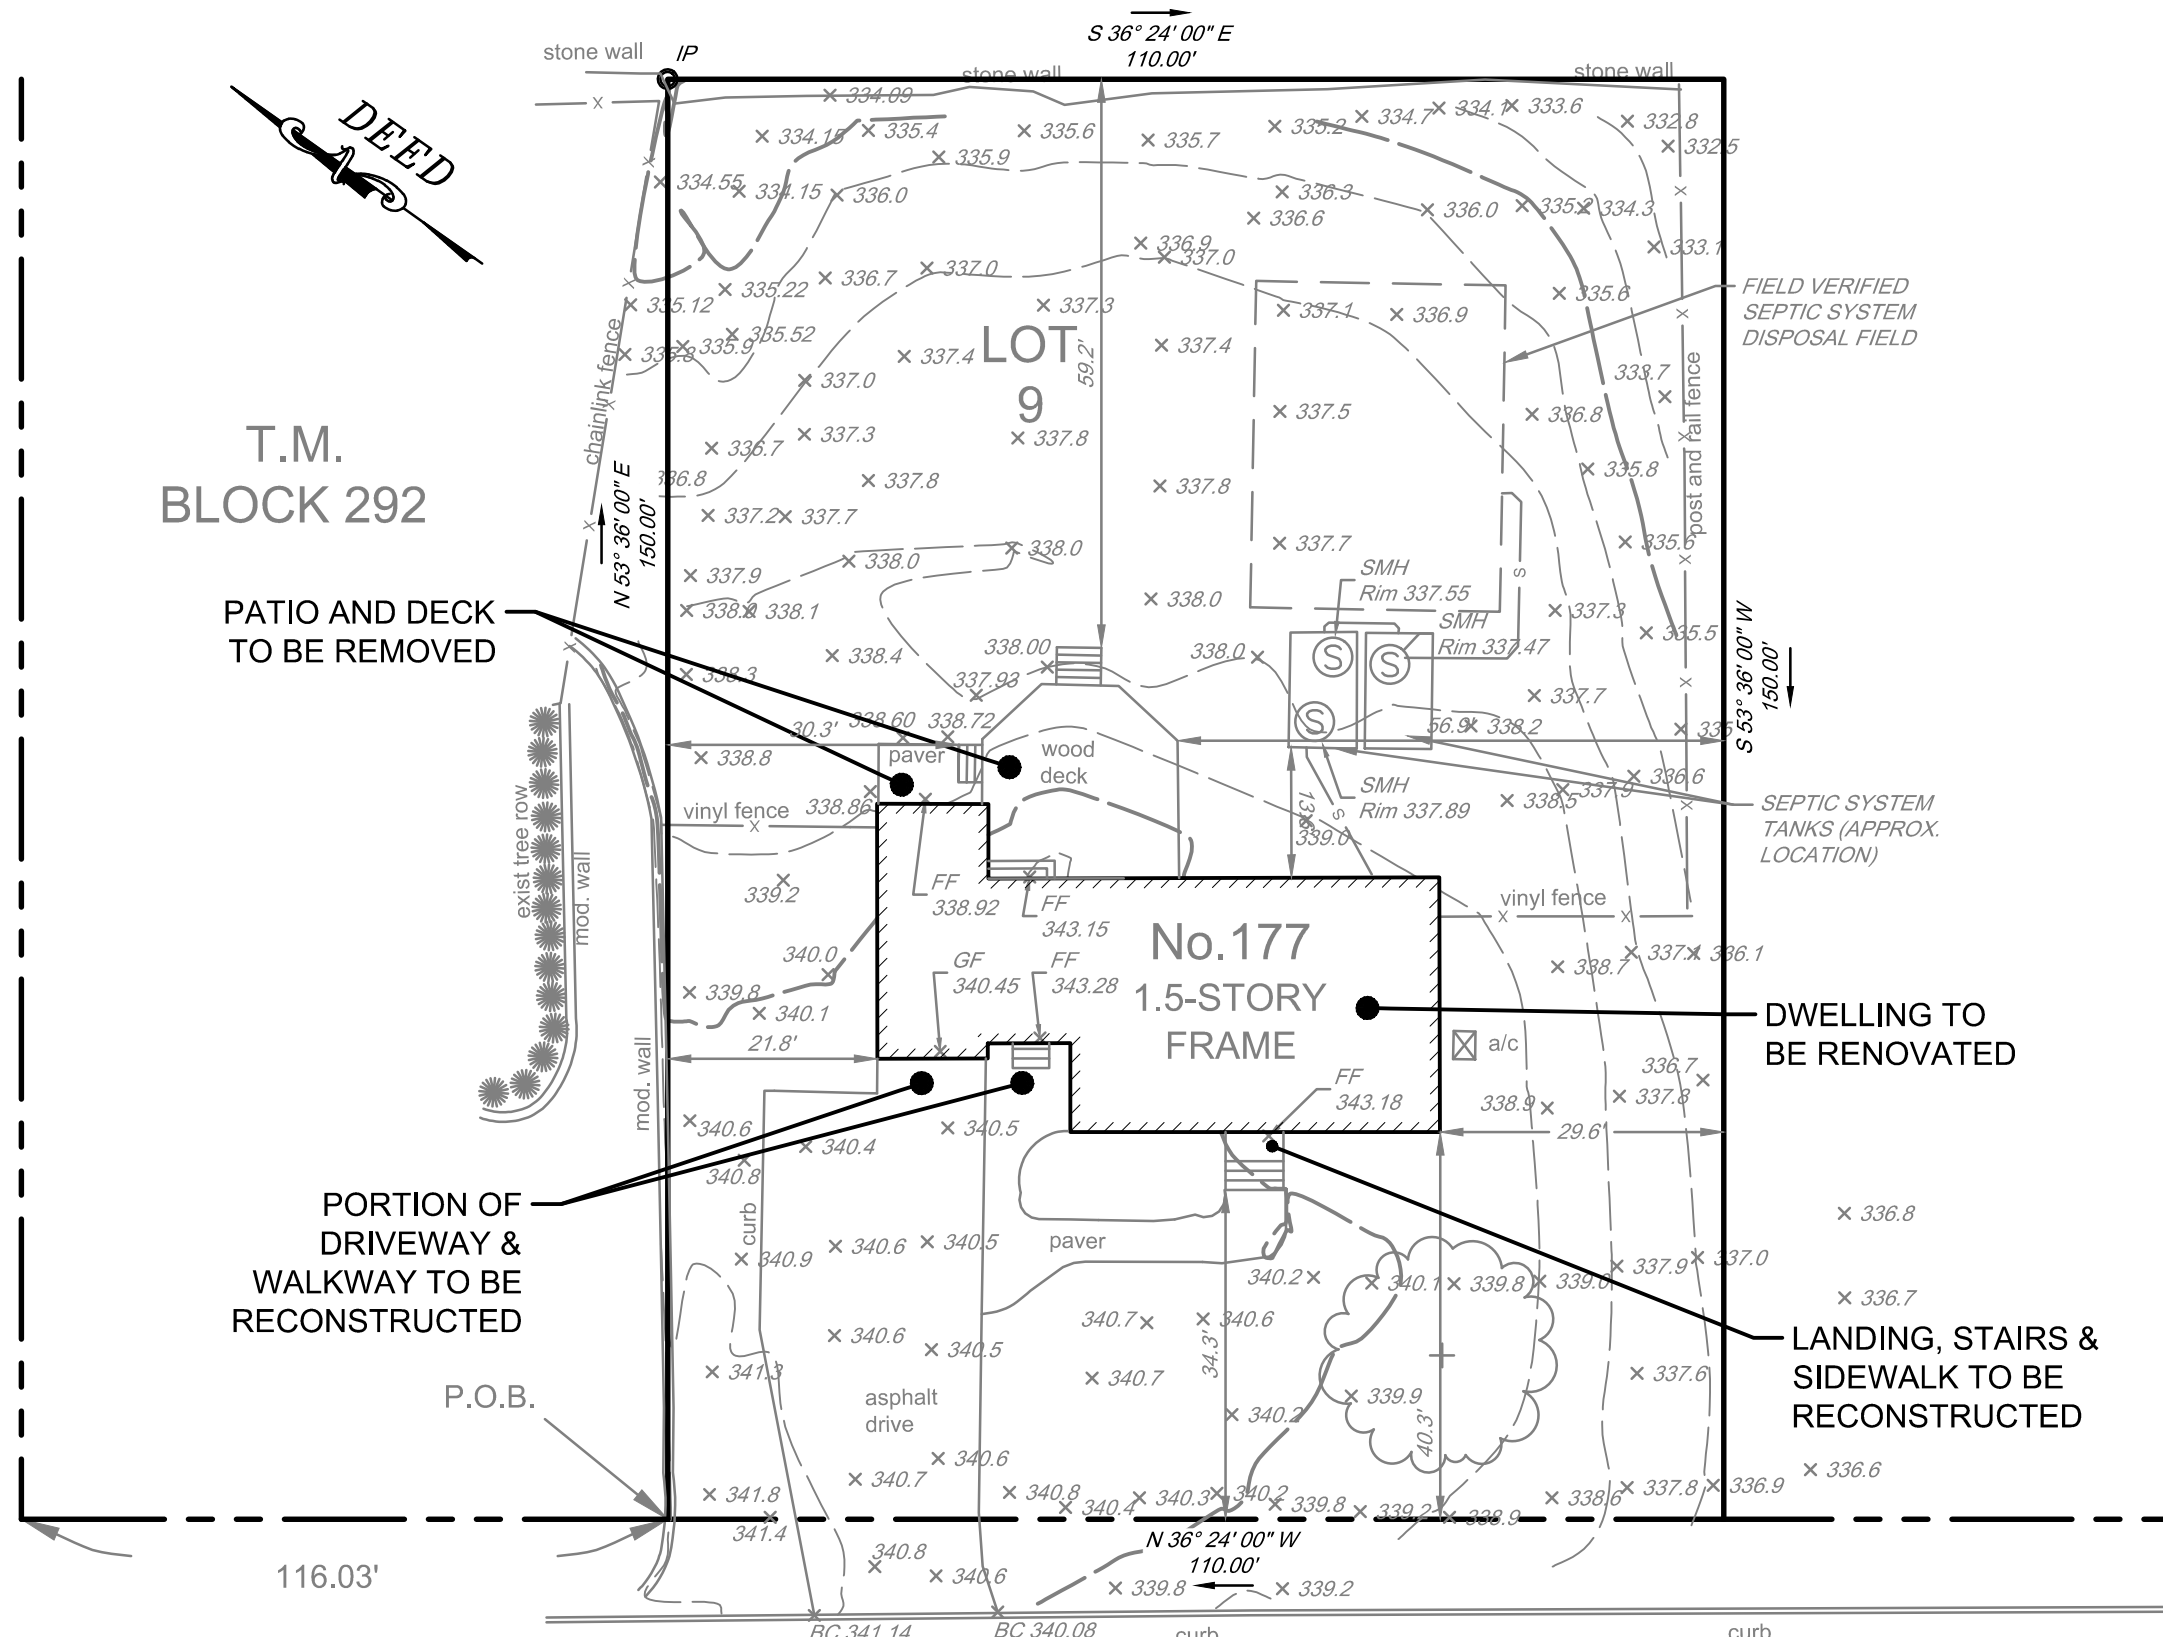 S 36° 24' 00" E
110.00'
stone wall
IP
stone wall
stone wall
DEED
334.09
334.15
335.4
335.6
335.7
335.2
334.7
334.1
333.6
332.8
332.5
335.9
334.55
334.15
336.0
336.3
336.6
336.0
335.2
334.3
333.1
336.9
337.0
337.0
336.7
335.22
335.12
337.3
337.1
336.9
335.6
FIELD VERIFIED
SEPTIC SYSTEM
DISPOSAL FIELD
335.52
335.9
337.4
LOT
9
59.2'
337.4
337.0
333.7
chainlink fence
post and rail fence
T.M.
BLOCK 292
337.3
337.8
337.5
336.8
336.7
336.8
337.8
337.8
335.8
N 53° 36' 00" E
150.00'
337.2
337.7
338.0
338.0
337.7
335.6
SMH
Rim 337.55
337.9
338.1
338.0
337.3
PATIO AND DECK
TO BE REMOVED
SMH
Rim 337.47
335.5
S 53° 36' 00" W
150.00'
338.3
338.4
338.00
338.0
337.93
337.7
S
S
S
s
s
30.3'
338.60
338.72
56.9'
338.2
338.8
paver
wood
deck
336.6
337.9
338.5
SMH
Rim 337.89
SEPTIC SYSTEM
TANKS (APPROX.
LOCATION)
vinyl fence
338.86
339.0
exist tree row
mod. wall
339.2
FF
338.92
FF
343.15
vinyl fence
No.177
1.5-STORY
FRAME
340.0
GF
340.45
FF
343.28
338.7
337.1
336.1
339.8
340.1
21.8'
a/c
DWELLING TO
BE RENOVATED
mod. wall
FF
343.18
336.7
337.8
338.9
29.6'
340.6
340.4
340.5
340.8
PORTION OF
DRIVEWAY &
WALKWAY TO BE
RECONSTRUCTED
curb
340.9
340.6
340.5
paver
340.2
340.1
339.8
339.0
337.9
337.0
336.8
336.7
340.6
340.5
340.7
340.6
34.3'
LANDING, STAIRS &
SIDEWALK TO BE
RECONSTRUCTED
341.3
340.7
339.9
337.6
P.O.B.
asphalt
drive
340.2
40.3'
340.6
340.7
336.6
341.8
340.8
340.4
340.3
340.2
339.8
339.2
338.9
338.6
337.8
336.9
341.4
N 36° 24' 00" W
110.00'
116.03'
340.8
340.6
339.8
339.2
BC 341.14
BC 340.08
curb
curb